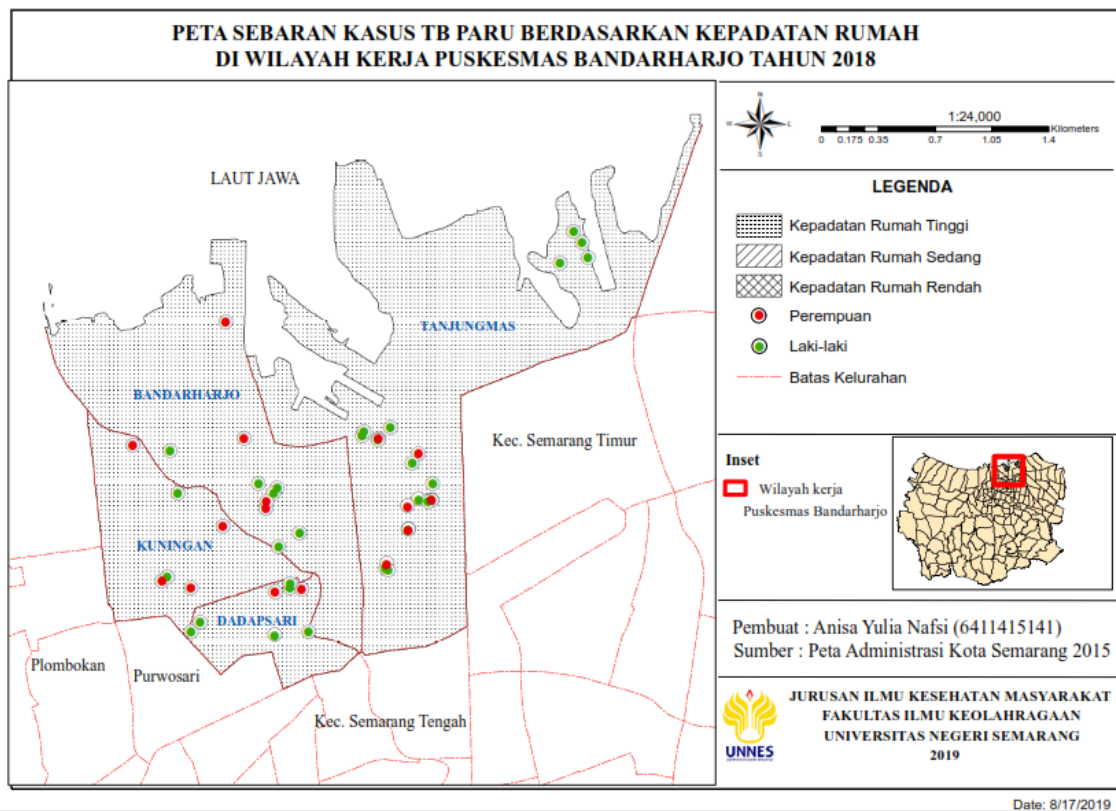 PETA SEBARAN KASUS TB PARU BERDASARKAN KEPADATAN RUMAH
DI WILAYAH KERJA PUSKESMAS BANDARHARJO TAHUN 2018
LAUT JAWA
TANJUNGMAS
BANDARHARJO
Kec. Semarang Timur
KUNINGAN
DADAPSARI
Plombokan
Purwosari
Kec. Semarang Tengah
N
W
S
1:24,000
Kilometers
0 0.175 0.35 0.7 1.05 1.4
LEGENDA
Kepadatan Rumah Tinggi
Kepadatan Rumah Sedang
Kepadatan Rumah Rendah
Perempuan
Laki-laki
Batas Kelurahan
Inset
Wilayah kerja
Puskesmas Bandarharjo
Pembuat : Anisa Yulia Nafsi (6411415141)
Sumber : Peta Administrasi Kota Semarang 2015
UNNES
JURUSAN ILMU KESEHATAN MASYARAKAT
FAKULTAS ILMU KEOLAHRAGAAN
UNIVERSITAS NEGERI SEMARANG
2019
Date: 8/17/2019